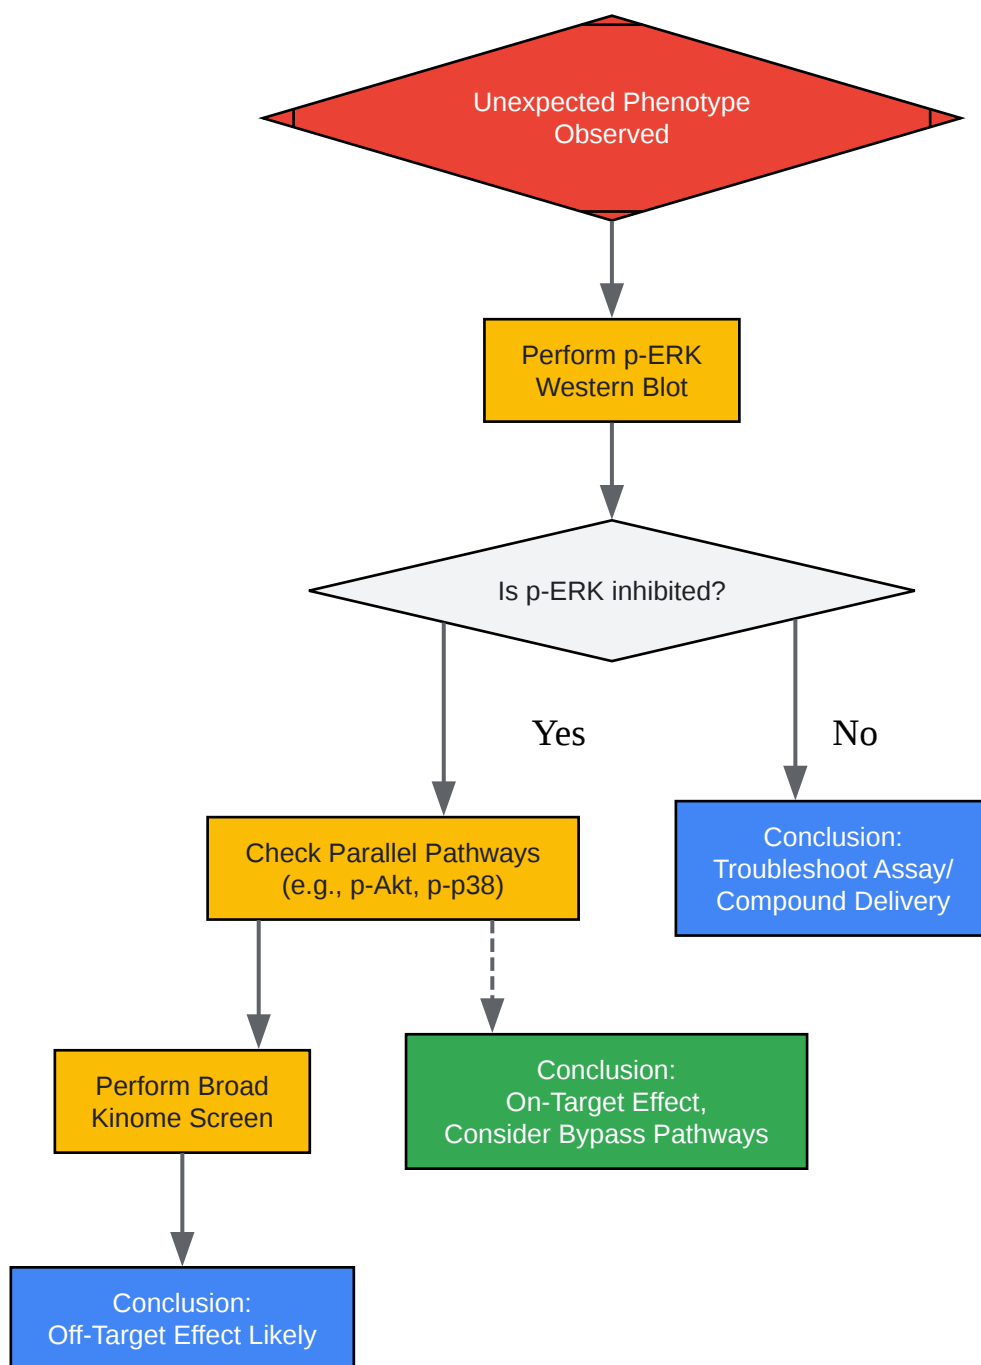 Unexpected Phenotype
Observed
Perform p-ERK
Western Blot
Is p-ERK inhibited?
Yes
No
Check Parallel Pathways
(e.g., p-Akt, p-p38)
Conclusion:
Troubleshoot Assay/
Compound Delivery
Perform Broad
Kinome Screen
Conclusion:
On-Target Effect,
Consider Bypass Pathways
Conclusion:
Off-Target Effect Likely